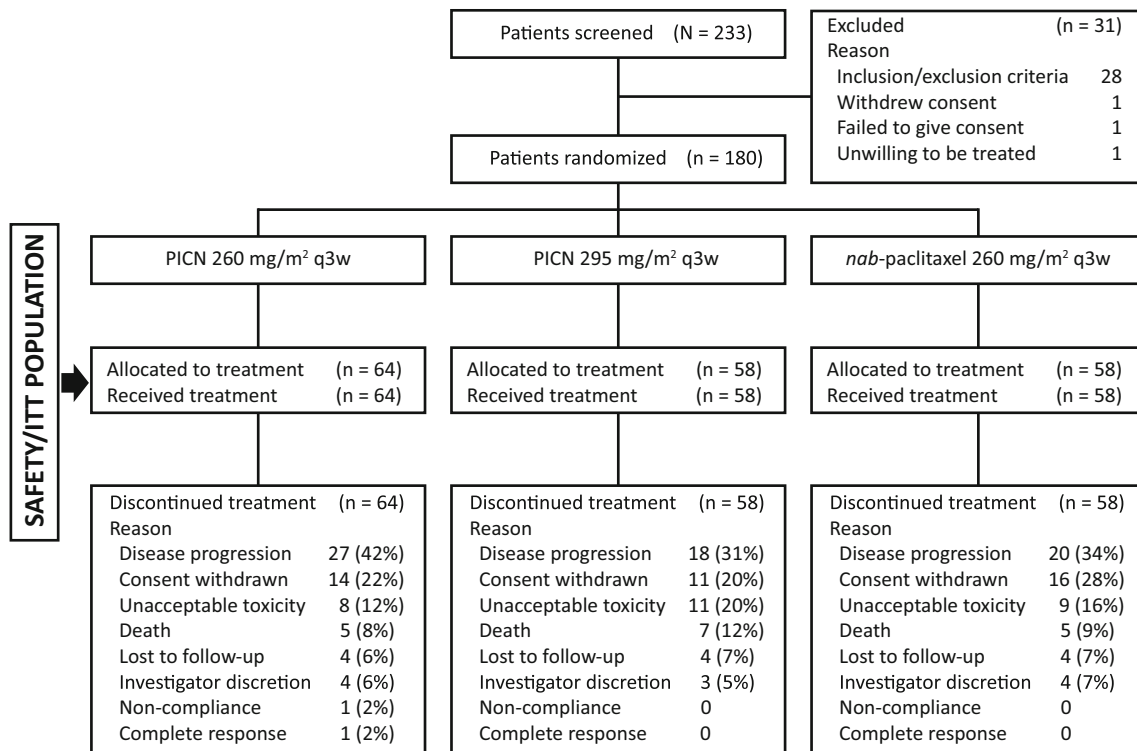 Patients screened (N = 233)
Excluded (n = 31)
Reason
Inclusion/exclusion criteria 28
Withdrew consent 1
Failed to give consent 1
Unwilling to be treated 1
Patients randomized (n = 180)
SAFETY/ITT POPULATION
PICN 260 mg/m² q3w
PICN 295 mg/m² q3w
nab-paclitaxel 260 mg/m² q3w
Allocated to treatment (n = 64)
Received treatment (n = 64)
Allocated to treatment (n = 58)
Received treatment (n = 58)
Allocated to treatment (n = 58)
Received treatment (n = 58)
Discontinued treatment (n = 64)
Reason
Disease progression 27 (42%)
Consent withdrawn 14 (22%)
Unacceptable toxicity 8 (12%)
Death 5 (8%)
Lost to follow-up 4 (6%)
Investigator discretion 4 (6%)
Non-compliance 1 (2%)
Complete response 1 (2%)
Discontinued treatment (n = 58)
Reason
Disease progression 18 (31%)
Consent withdrawn 11 (20%)
Unacceptable toxicity 11 (20%)
Death 7 (12%)
Lost to follow-up 4 (7%)
Investigator discretion 3 (5%)
Non-compliance 0
Complete response 0
Discontinued treatment (n = 58)
Reason
Disease progression 20 (34%)
Consent withdrawn 16 (28%)
Unacceptable toxicity 9 (16%)
Death 5 (9%)
Lost to follow-up 4 (7%)
Investigator discretion 4 (7%)
Non-compliance 0
Complete response 0